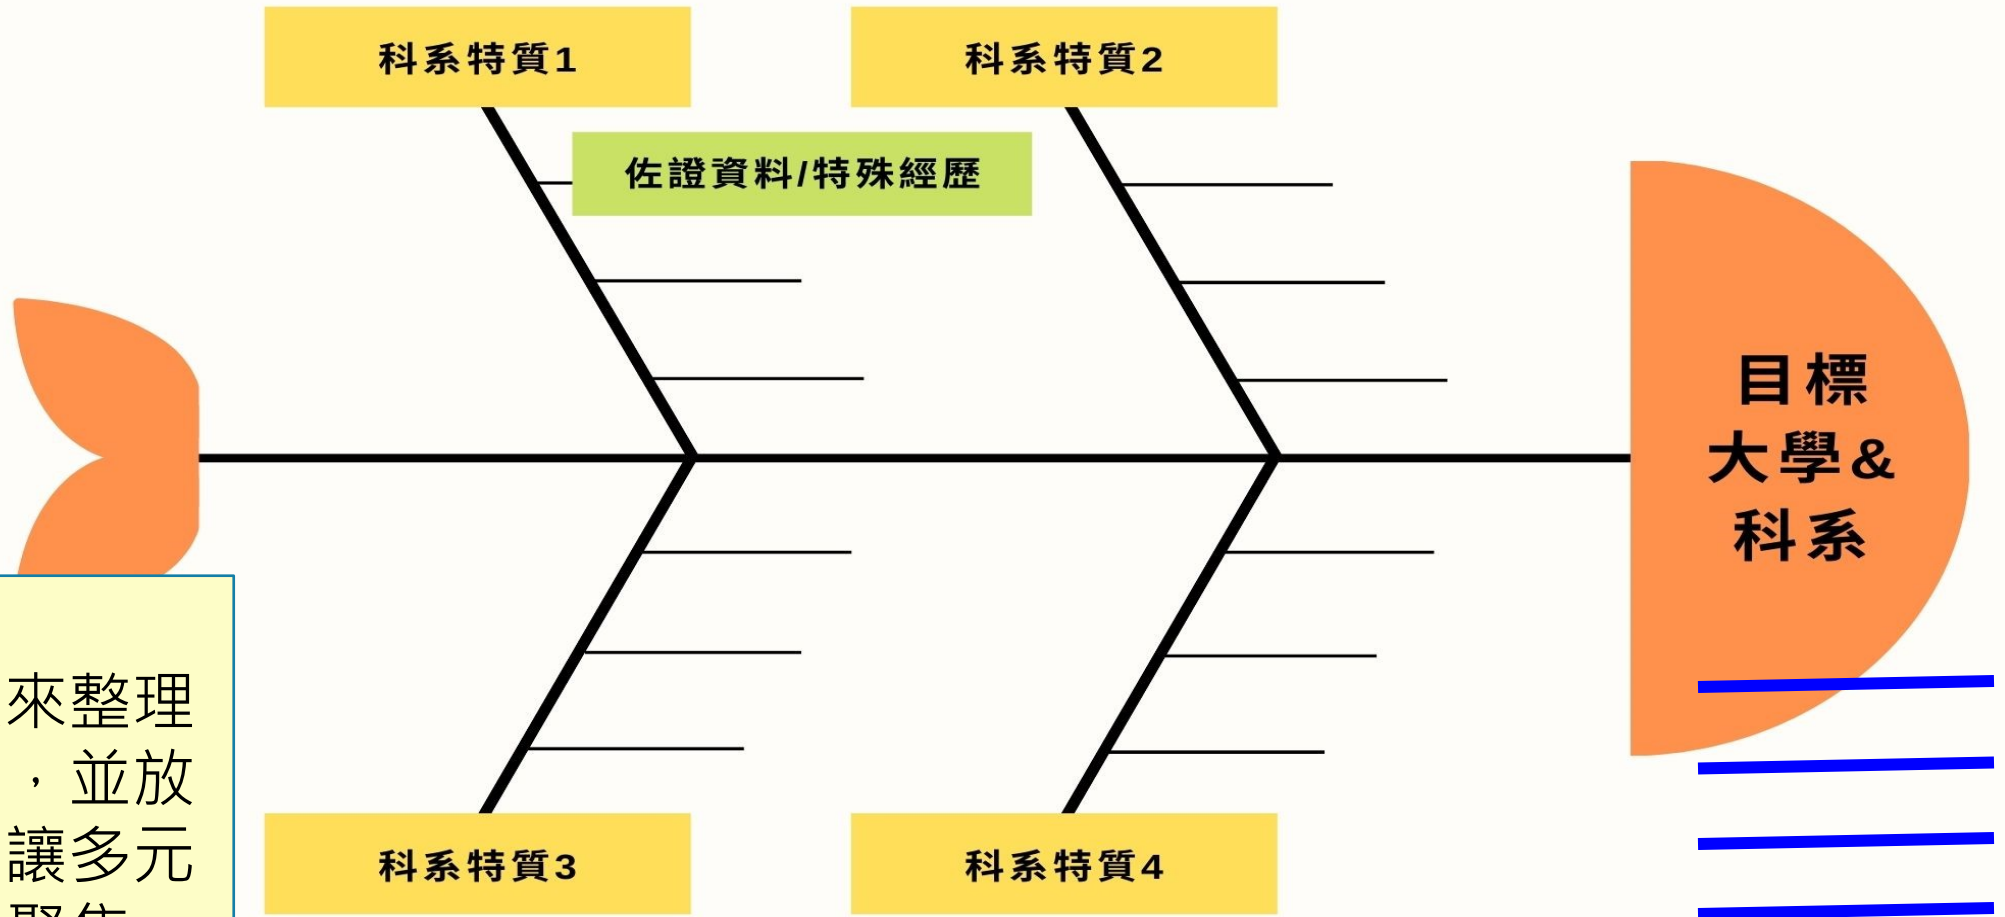 科系特質1
科系特質2
佐證資料/特殊經歷
目標
大學&
科系
來整理
，並放
讓多元
聚焦
科系特質3
科系特質4